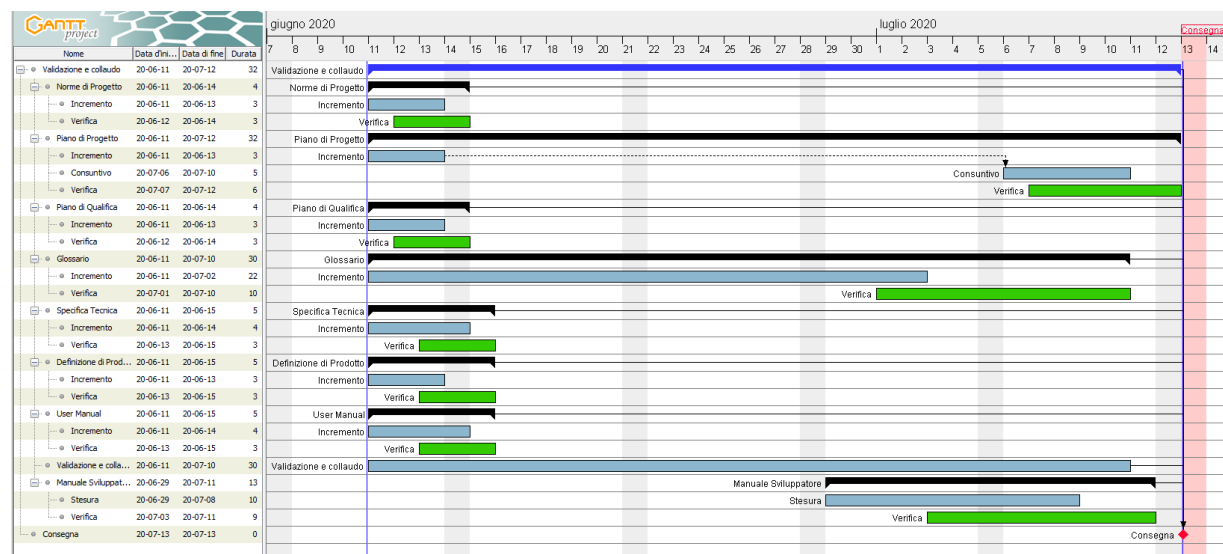 GANTT
project
giugno 2020
luglio 2020
Consegna
7 8 9 10 11 12 13 14 15 16 17 18 19 20 21 22 23 24 25 26 27 28 29 30 1 2 3 4 5 6 7 8 9 10 11 12 13 14
Nome Data d'ini... Data di fine Durata
Validazione e collaudo 20-06-11 20-07-12 32 Validazione e collaudo
Norme di Progetto 20-06-11 20-06-14 4 Norme di Progetto
Incremento 20-06-11 20-06-13 3 Incremento
Verifica 20-06-12 20-06-14 3 Verifica
Piano di Progetto 20-06-11 20-07-12 32 Piano di Progetto
Incremento 20-06-11 20-06-13 3 Incremento
Consuntivo 20-07-06 20-07-10 5 Consuntivo
Verifica 20-07-07 20-07-12 6 Verifica
Piano di Qualifica 20-06-11 20-06-14 4 Piano di Qualifica
Incremento 20-06-11 20-06-13 3 Incremento
Verifica 20-06-12 20-06-14 3 Verifica
Glossario 20-06-11 20-07-10 30 Glossario
Incremento 20-06-11 20-07-02 22 Incremento
Verifica 20-07-01 20-07-10 10 Verifica
Specifica Tecnica 20-06-11 20-06-15 5 Specifica Tecnica
Incremento 20-06-11 20-06-14 4 Incremento
Verifica 20-06-13 20-06-15 3 Verifica
Definizione di Prod... 20-06-11 20-06-15 5 Definizione di Prodotto
Incremento 20-06-11 20-06-13 3 Incremento
Verifica 20-06-13 20-06-15 3 Verifica
User Manual 20-06-11 20-06-15 5 User Manual
Incremento 20-06-11 20-06-14 4 Incremento
Verifica 20-06-13 20-06-15 3 Verifica
Validazione e colla... 20-06-11 20-07-10 30 Validazione e collaudo
Manuale Sviluppat... 20-06-29 20-07-11 13 Manuale Sviluppatore
Stesura 20-06-29 20-07-08 10 Stesura
Verifica 20-07-03 20-07-11 9 Verifica
Consegna 20-07-13 20-07-13 0 Consegna